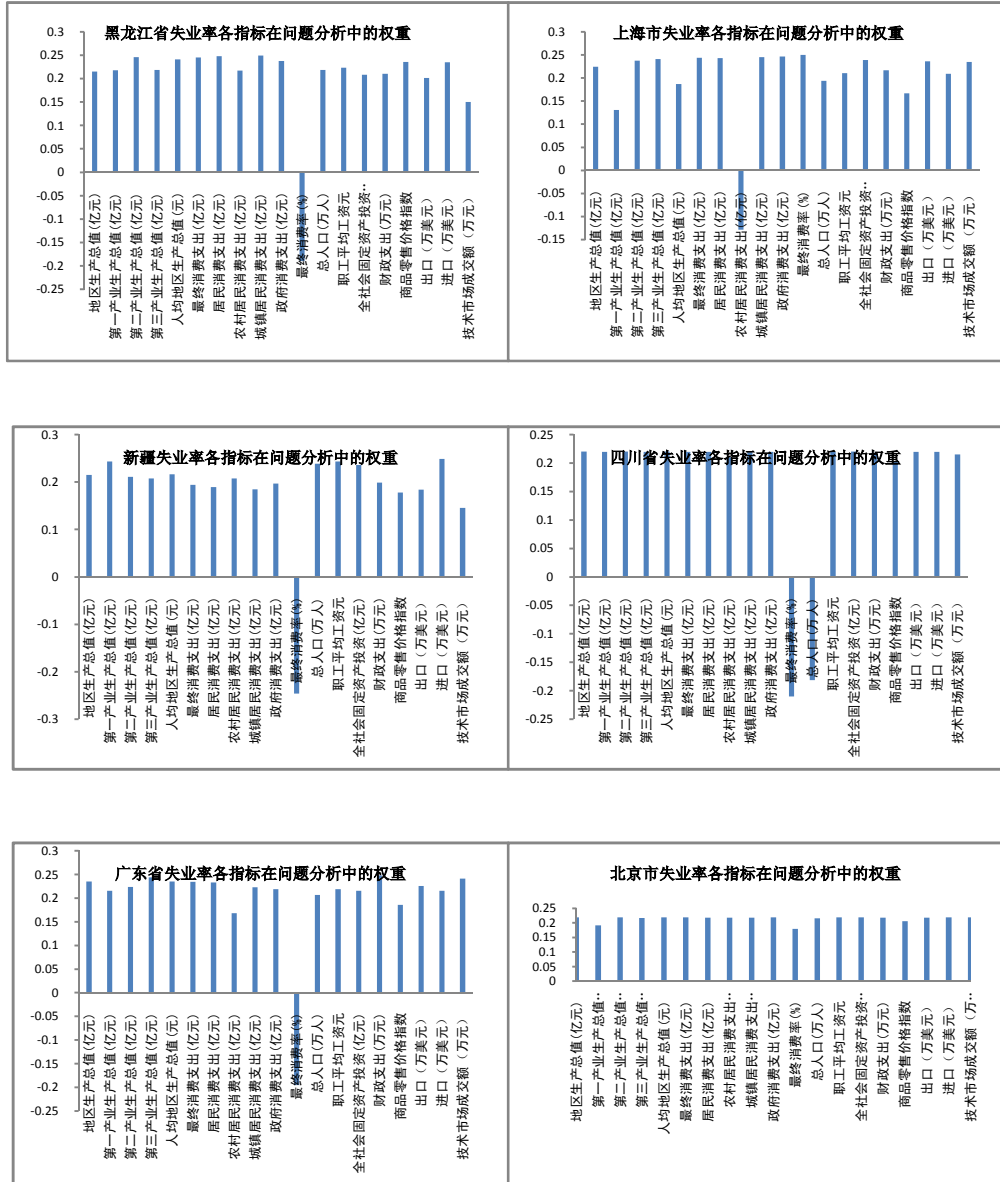 黑龙江省失业率各指标在问题分析中的权重
0.3
0.25
0.2
0.15
0.1
0.05
0
-0.05
-0.1
-0.15
-0.2
-0.25
地区生产总值(亿元)
第一产业生产总值(亿元)
第二产业生产总值(亿元)
第三产业生产总值(亿元)
人均地区生产总值(元)
最终消费支出(亿元)
居民消费支出(亿元)
农村居民消费支出(亿元)
城镇居民消费支出(亿元)
政府消费支出(亿元)
最终消费率(%)
总人口(万人)
职工平均工资元
全社会固定资产投资…
财政支出(万元)
商品零售价格指数
出口（万美元）
进口（万美元）
技术市场成交额（万元）
上海市失业率各指标在问题分析中的权重
0.3
0.25
0.2
0.15
0.1
0.05
0
-0.05
-0.1
-0.15
地区生产总值(亿元)
第一产业生产总值(亿元)
第二产业生产总值(亿元)
第三产业生产总值(亿元)
人均地区生产总值(元)
最终消费支出(亿元)
居民消费支出(亿元)
农村居民消费支出(亿元)
城镇居民消费支出(亿元)
政府消费支出(亿元)
最终消费率(%)
总人口(万人)
职工平均工资元
全社会固定资产投资…
财政支出(万元)
商品零售价格指数
出口（万美元）
进口（万美元）
技术市场成交额（万元）
新疆失业率各指标在问题分析中的权重
0.3
0.2
0.1
0
-0.1
-0.2
-0.3
地区生产总值(亿元)
第一产业生产总值(亿元)
第二产业生产总值(亿元)
第三产业生产总值(亿元)
人均地区生产总值(元)
最终消费支出(亿元)
居民消费支出(亿元)
农村居民消费支出(亿元)
城镇居民消费支出(亿元)
政府消费支出(亿元)
最终消费率(%)
总人口(万人)
职工平均工资元
全社会固定资产投资(亿元)
财政支出(万元)
商品零售价格指数
出口（万美元）
进口（万美元）
技术市场成交额（万元）
四川省失业率各指标在问题分析中的权重
0.25
0.2
0.15
0.1
0.05
0
-0.05
-0.1
-0.15
-0.2
-0.25
地区生产总值(亿元)
第一产业生产总值(亿元)
第二产业生产总值(亿元)
第三产业生产总值(亿元)
人均地区生产总值(元)
最终消费支出(亿元)
居民消费支出(亿元)
农村居民消费支出(亿元)
城镇居民消费支出(亿元)
政府消费支出(亿元)
最终消费率(%)
总人口(万人)
职工平均工资元
全社会固定资产投资(亿元)
财政支出(万元)
商品零售价格指数
出口（万美元）
进口（万美元）
技术市场成交额（万元）
广东省失业率各指标在问题分析中的权重
0.3
0.25
0.2
0.15
0.1
0.05
0
-0.05
-0.1
-0.15
-0.2
-0.25
地区生产总值(亿元)
第一产业生产总值(亿元)
第二产业生产总值(亿元)
第三产业生产总值(亿元)
人均地区生产总值(元)
最终消费支出(亿元)
居民消费支出(亿元)
农村居民消费支出(亿元)
城镇居民消费支出(亿元)
政府消费支出(亿元)
最终消费率(%)
总人口(万人)
职工平均工资元
全社会固定资产投资(亿元)
财政支出(万元)
商品零售价格指数
出口（万美元）
进口（万美元）
技术市场成交额（万元）
北京市失业率各指标在问题分析中的权重
0.25
0.2
0.15
0.1
0.05
0
地区生产总值(亿元)
第一产业生产总值…
第二产业生产总值…
第三产业生产总值…
人均地区生产总值(元)
最终消费支出(亿元)
居民消费支出(亿元)
农村居民消费支出…
城镇居民消费支出…
政府消费支出(亿元)
最终消费率(%)
总人口(万人)
职工平均工资元
全社会固定资产投资…
财政支出(万元)
商品零售价格指数
出口（万美元）
进口（万美元）
技术市场成交额（万…